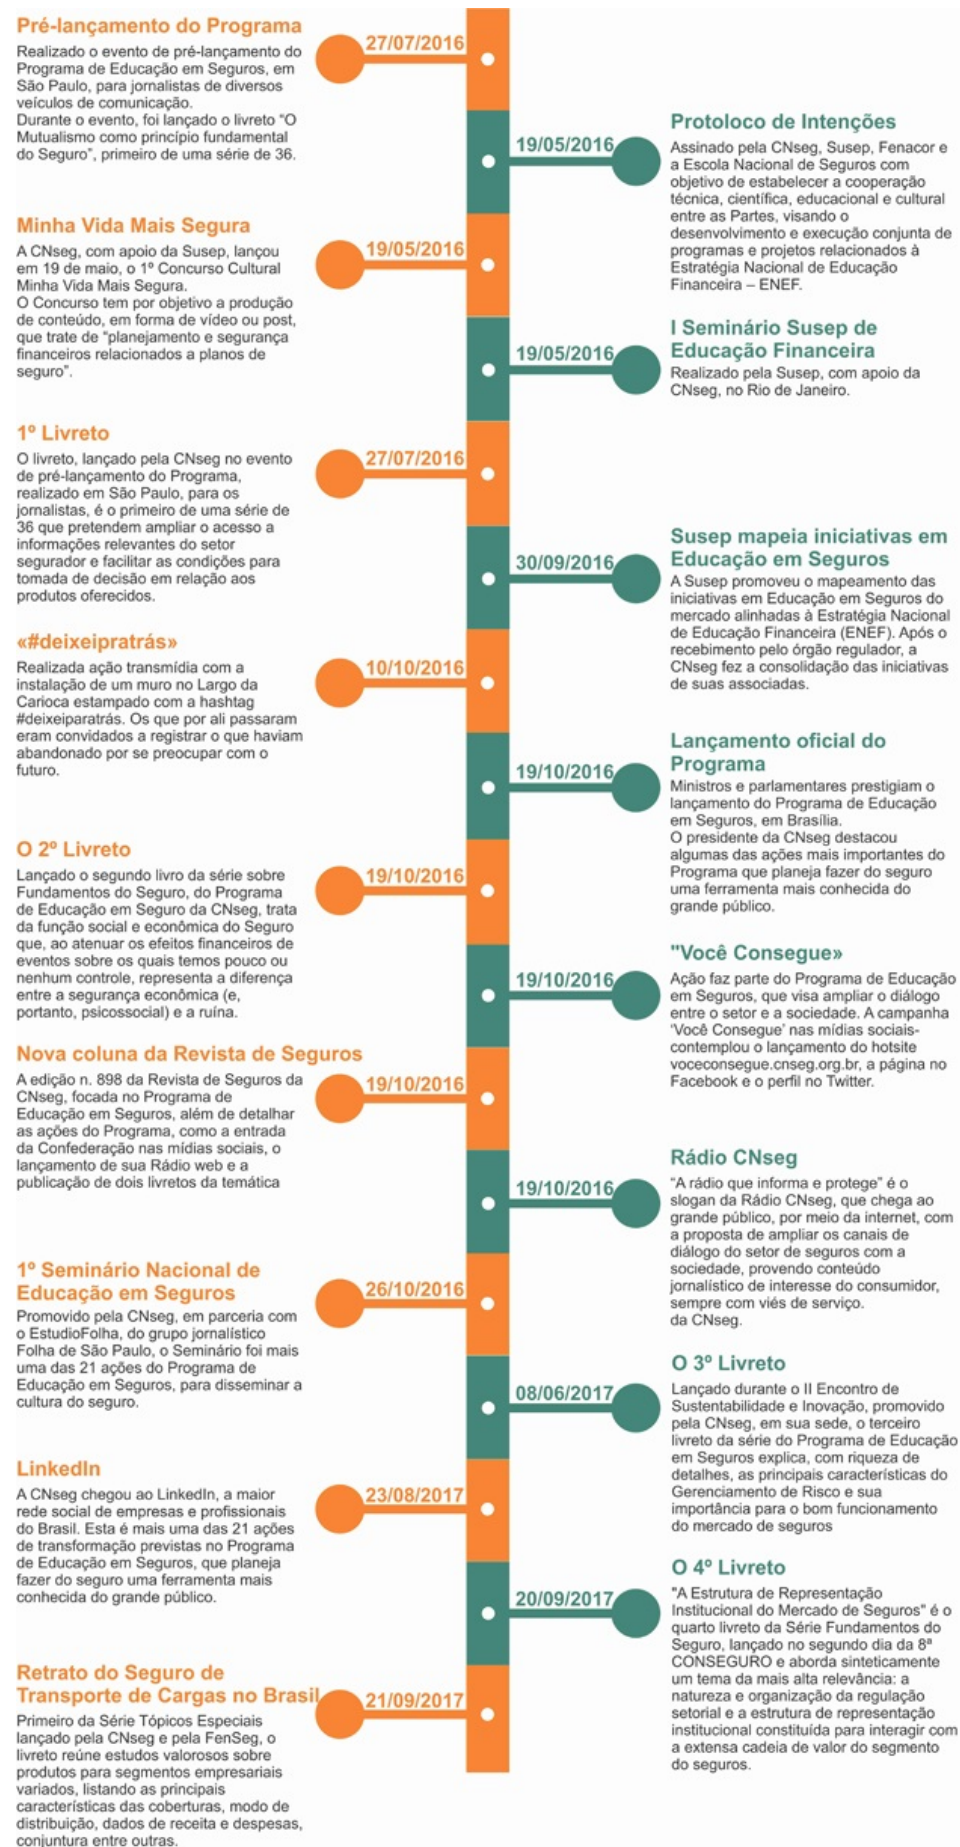 Pré-lançamento do Programa
27/07/2016
Realizado o evento de pré-lançamento do
Programa de Educação em Seguros, em
São Paulo, para jornalistas de diversos
veículos de comunicação.
Durante o evento, foi lançado o livreto "O
Mutualismo como princípio fundamental
do Seguro", primeiro de uma série de 36.
19/05/2016
Protoloco de Intenções
Assinado pela CNseg, Susep, Fenacor e
a Escola Nacional de Seguros com
objetivo de estabelecer a cooperação
técnica, científica, educacional e cultural
entre as Partes, visando o
desenvolvimento e execução conjunta de
programas e projetos relacionados à
Estratégia Nacional de Educação
Financeira – ENEF.
Minha Vida Mais Segura
19/05/2016
A CNseg, com apoio da Susep, lançou
em 19 de maio, o 1º Concurso Cultural
Minha Vida Mais Segura.
O Concurso tem por objetivo a produção
de conteúdo, em forma de vídeo ou post,
que trate de "planejamento e segurança
financeiros relacionados a planos de
seguro".
19/05/2016
I Seminário Susep de
Educação Financeira
Realizado pela Susep, com apoio da
CNseg, no Rio de Janeiro.
1º Livreto
27/07/2016
O livreto, lançado pela CNseg no evento
de pré-lançamento do Programa,
realizado em São Paulo, para os
jornalistas, é o primeiro de uma série de
36 que pretendem ampliar o acesso a
informações relevantes do setor
segurador e facilitar as condições para
tomada de decisão em relação aos
produtos oferecidos.
30/09/2016
Susep mapeia iniciativas em
Educação em Seguros
A Susep promoveu o mapeamento das
iniciativas em Educação em Seguros do
mercado alinhadas à Estratégia Nacional
de Educação Financeira (ENEF). Após o
recebimento pelo órgão regulador, a
CNseg fez a consolidação das iniciativas
de suas associadas.
«#deixeipratrás»
10/10/2016
Realizada ação transmídia com a
instalação de um muro no Largo da
Carioca estampado com a hashtag
#deixeiparatrás. Os que por ali passaram
eram convidados a registrar o que haviam
abandonado por se preocupar com o
futuro.
19/10/2016
Lançamento oficial do
Programa
Ministros e parlamentares prestigiam o
lançamento do Programa de Educação
em Seguros, em Brasília.
O presidente da CNseg destacou
algumas das ações mais importantes do
Programa que planeja fazer do seguro
uma ferramenta mais conhecida do
grande público.
O 2º Livreto
19/10/2016
Lançado o segundo livro da série sobre
Fundamentos do Seguro, do Programa
de Educação em Seguro da CNseg, trata
da função social e econômica do Seguro
que, ao atenuar os efeitos financeiros de
eventos sobre os quais temos pouco ou
nenhum controle, representa a diferença
entre a segurança econômica (e,
portanto, psicossocial) e a ruína.
19/10/2016
"Você Consegue»
Ação faz parte do Programa de Educação
em Seguros, que visa ampliar o diálogo
entre o setor e a sociedade. A campanha
'Você Consegue' nas mídias sociais-
contemplou o lançamento do hotsite
voceconsegue.cnseg.org.br, a página no
Facebook e o perfil no Twitter.
Nova coluna da Revista de Seguros
19/10/2016
A edição n. 898 da Revista de Seguros da
CNseg, focada no Programa de
Educação em Seguros, além de detalhar
as ações do Programa, como a entrada
da Confederação nas mídias sociais, o
lançamento de sua Rádio web e a
publicação de dois livretos da temática
19/10/2016
Rádio CNseg
"A rádio que informa e protege" é o
slogan da Rádio CNseg, que chega ao
grande público, por meio da internet, com
a proposta de ampliar os canais de
diálogo do setor de seguros com a
sociedade, provendo conteúdo
jornalístico de interesse do consumidor,
sempre com viés de serviço.
da CNseg.
1º Seminário Nacional de
Educação em Seguros
26/10/2016
Promovido pela CNseg, em parceria com
o EstudioFolha, do grupo jornalístico
Folha de São Paulo, o Seminário foi mais
uma das 21 ações do Programa de
Educação em Seguros, para disseminar a
cultura do seguro.
08/06/2017
O 3º Livreto
Lançado durante o II Encontro de
Sustentabilidade e Inovação, promovido
pela CNseg, em sua sede, o terceiro
livreto da série do Programa de Educação
em Seguros explica, com riqueza de
detalhes, as principais características do
Gerenciamento de Risco e sua
importância para o bom funcionamento
do mercado de seguros
LinkedIn
23/08/2017
A CNseg chegou ao LinkedIn, a maior
rede social de empresas e profissionais
do Brasil. Esta é mais uma das 21 ações
de transformação previstas no Programa
de Educação em Seguros, que planeja
fazer do seguro uma ferramenta mais
conhecida do grande público.
20/09/2017
O 4º Livreto
"A Estrutura de Representação
Institucional do Mercado de Seguros" é o
quarto livreto da Série Fundamentos do
Seguro, lançado no segundo dia da 8ª
CONSEGURO e aborda sinteticamente
um tema da mais alta relevância: a
natureza e organização da regulação
setorial e a estrutura de representação
institucional constituída para interagir com
a extensa cadeia de valor do segmento
do seguros.
Retrato do Seguro de
Transporte de Cargas no Brasil
21/09/2017
Primeiro da Série Tópicos Especiais
lançado pela CNseg e pela FenSeg, o
livreto reúne estudos valorosos sobre
produtos para segmentos empresariais
variados, listando as principais
características das coberturas, modo de
distribuição, dados de receita e despesas,
conjuntura entre outras.